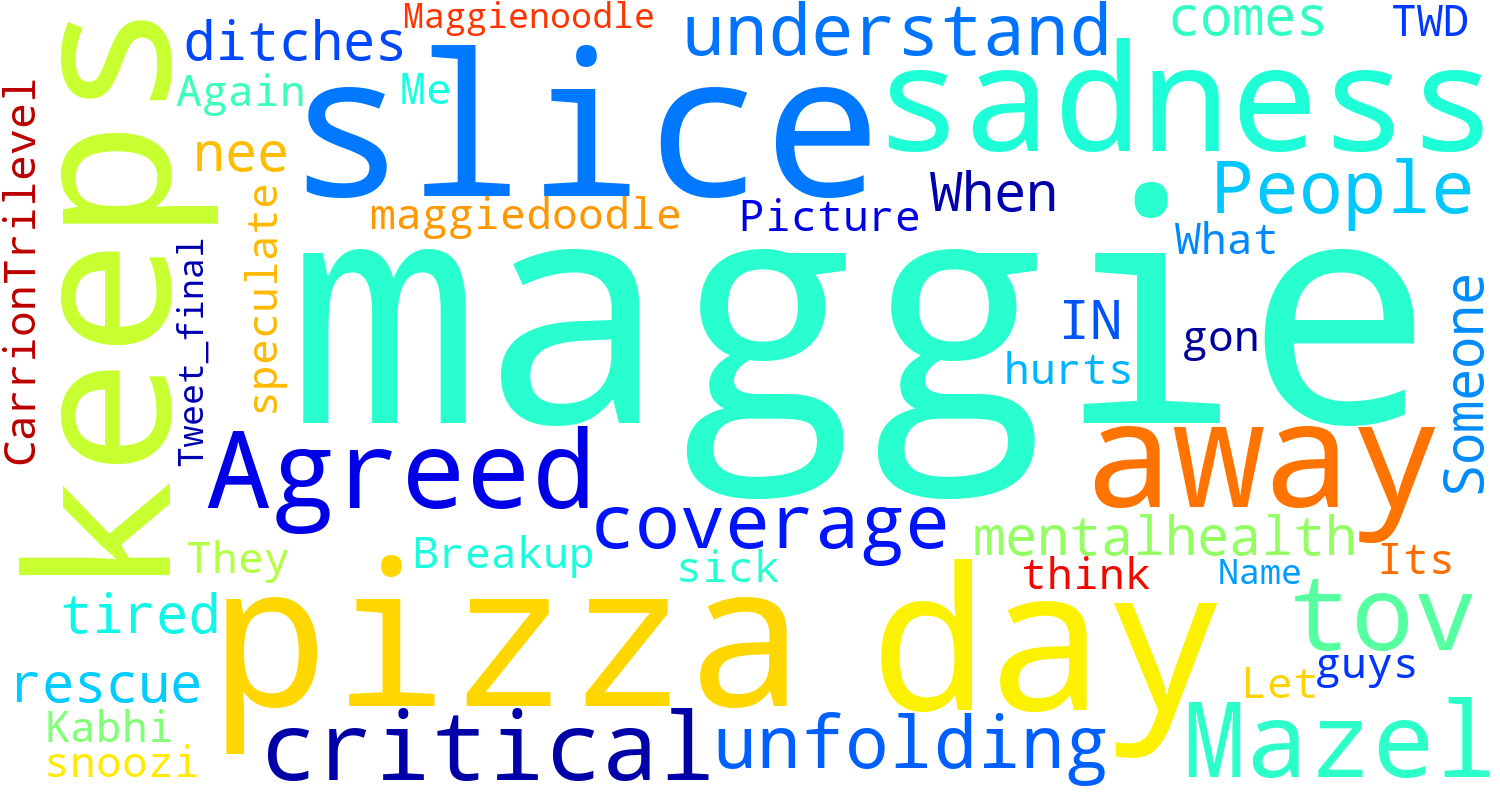 Maggienoodle
understand
comes
TWD
ditches
slice
sadness
keeps
Again
Me
CarrionTrilevel
nee
People
When
maggiedoodle
Picture
speculate
What
maggie
Tweet_final
IN
gon
hurts
Someone
Agreed
away
coverage
mentalhealth
They
Breakup
sick
think
Name
Its
tired
pizza
day
tov
rescue
guys
Let
Kabhi
snoozi
critical
unfolding
Mazel